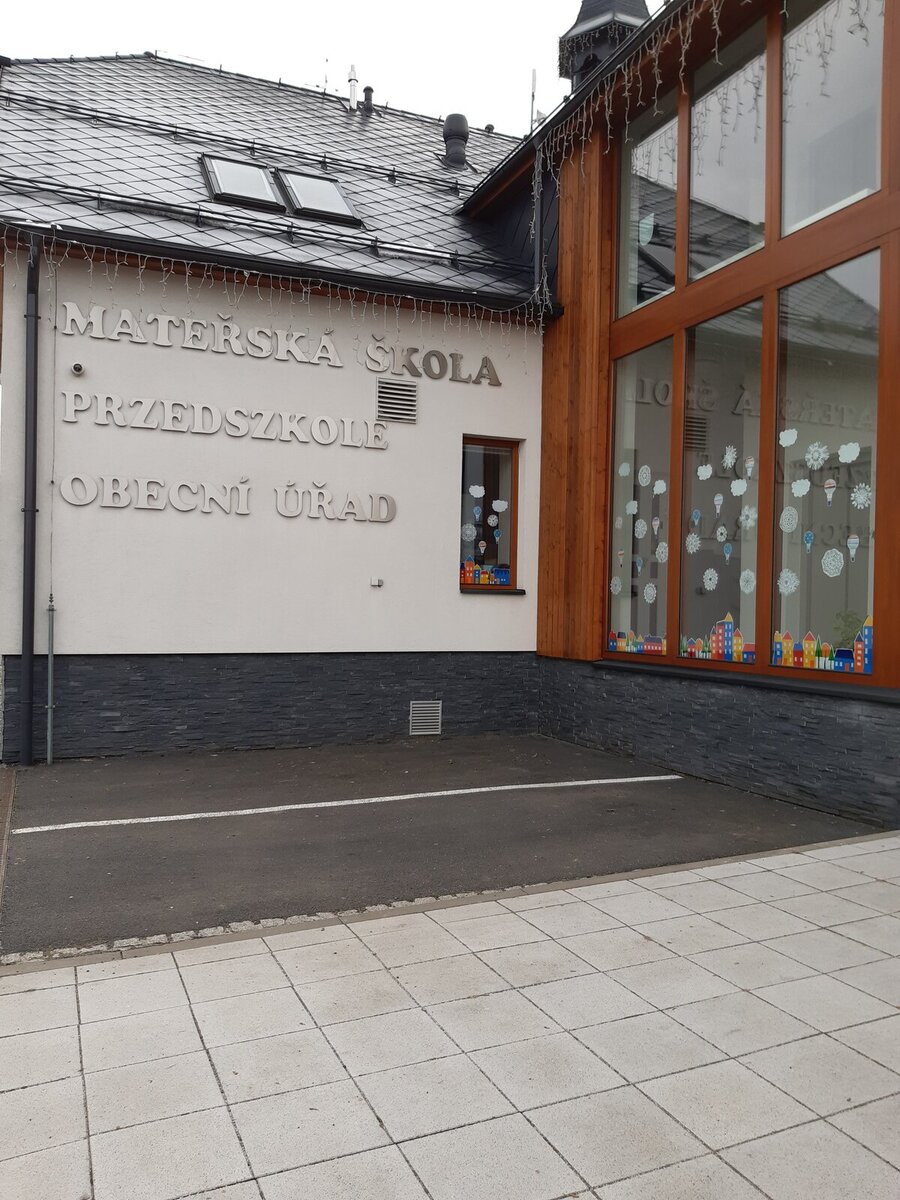 MATEŘSKÁ ŠKOLA
PRZEDSZKOLE
OBECNÍ ÚŘAD